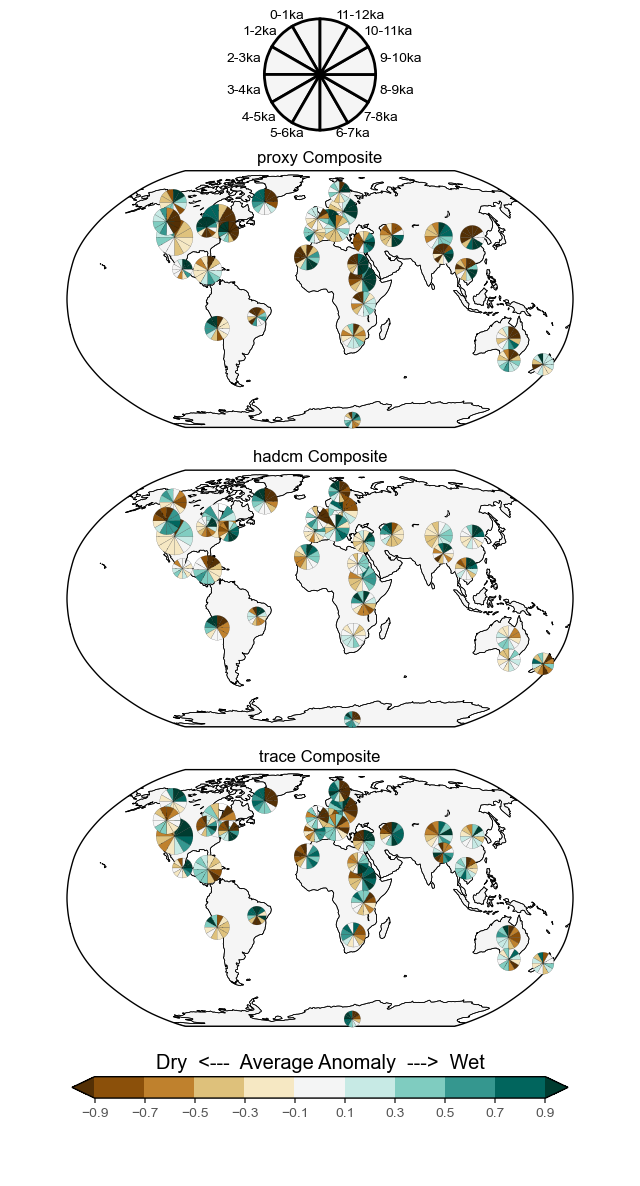 0-1ka 11-12ka
1-2ka 10-11ka
2-3ka 9-10ka
3-4ka 8-9ka
4-5ka 7-8ka
5-6ka 6-7ka
proxy Composite
hadcm Composite
trace Composite
Dry <--- Average Anomaly ---> Wet
−0.9 −0.7 −0.5 −0.3 −0.1 0.1 0.3 0.5 0.7 0.9